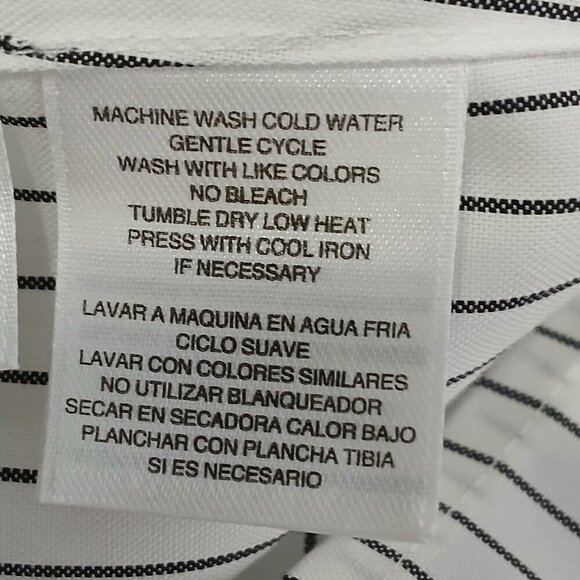 MACHINE WASH COLD WATER
GENTLE CYCLE
WASH WITH LIKE COLORS
NO BLEACH
TUMBLE DRY LOW HEAT
PRESS WITH COOL IRON
IF NECESSARY
LAVAR A MAQUINA EN AGUA FRIA
CICLO SUAVE
LAVAR CON COLORES SIMILARES
NO UTILIZAR BLANQUEADOR
SECAR EN SECADORA CALOR BAJO
PLANCHAR CON PLANCHA TIBIA
SI ES NECESARIO